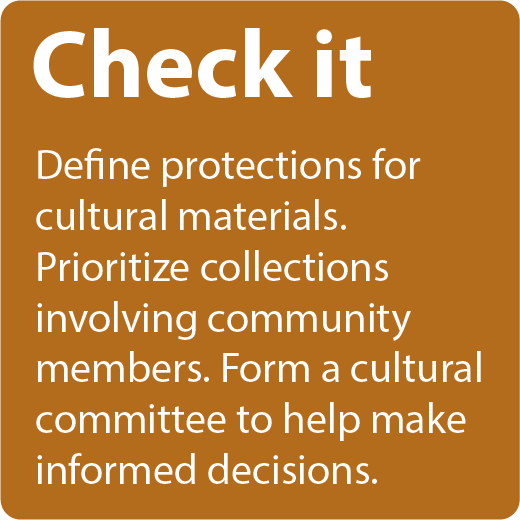 Check it
Define protections for
cultural materials.
Prioritize collections
involving community
members. Form a cultural
committee to help make
informed decisions.